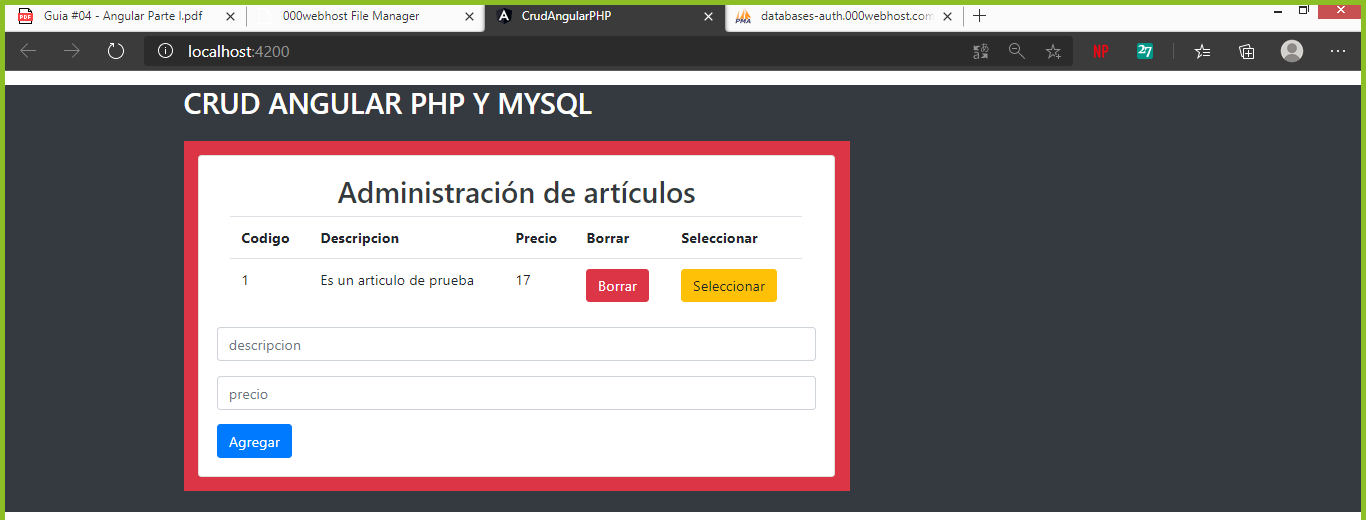 Guia #04 - Angular Parte I.pdf
000webhost File Manager
CrudAngularPHP
databases-auth.000webhost.com
localhost:4200
NP
27
CRUD ANGULAR PHP Y MYSQL
Administración de artículos
Codigo Descripcion Precio Borrar Seleccionar
1 Es un articulo de prueba 17 Borrar Seleccionar
descripcion
precio
Agregar